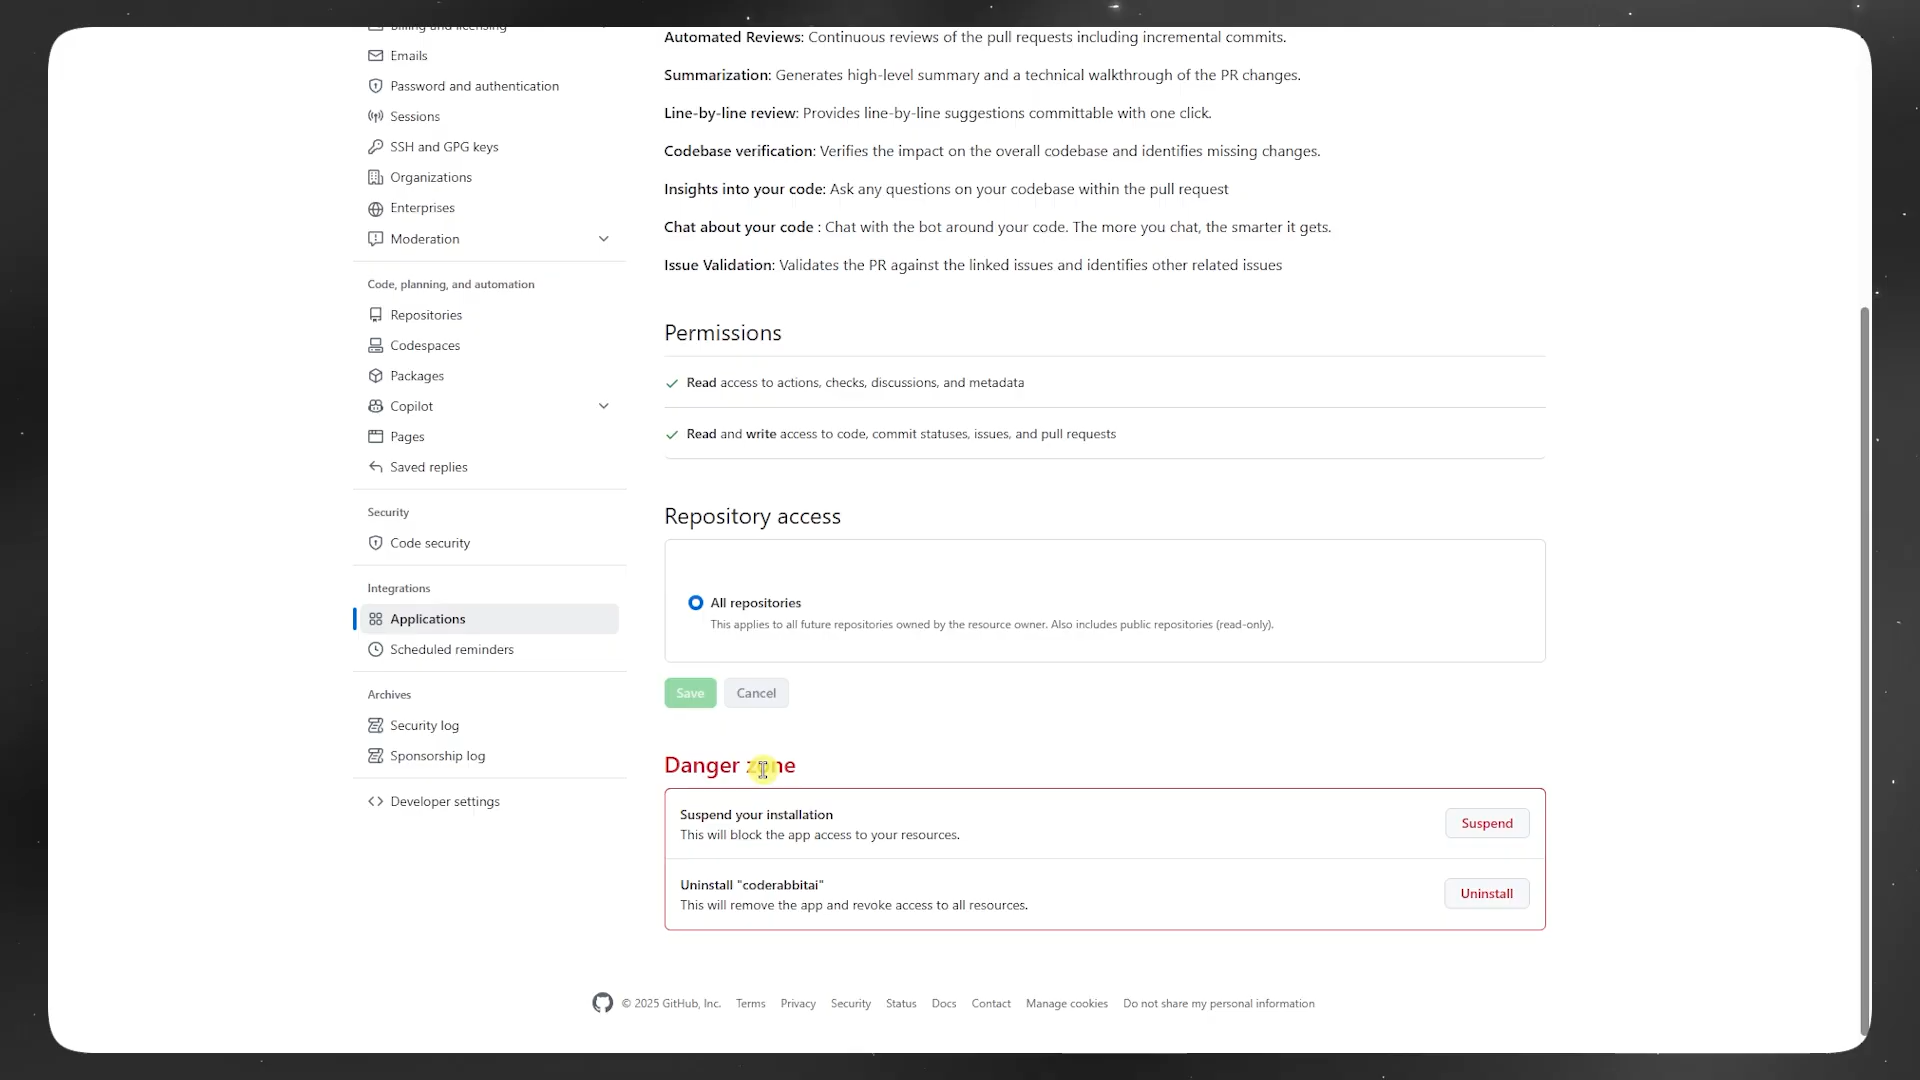 Billing and licensing
Emails
Password and authentication
Sessions
SSH and GPG keys
Organizations
Enterprises
Moderation
Code, planning, and automation
Repositories
Codespaces
Packages
Copilot
Pages
Saved replies
Security
Code security
Integrations
Applications
Scheduled reminders
Archives
Security log
Sponsorship log
Developer settings
Automated Reviews: Continuous reviews of the pull requests including incremental commits.
Summarization: Generates high-level summary and a technical walkthrough of the PR changes.
Line-by-line review: Provides line-by-line suggestions committable with one click.
Codebase verification: Verifies the impact on the overall codebase and identifies missing changes.
Insights into your code: Ask any questions on your codebase within the pull request
Chat about your code : Chat with the bot around your code. The more you chat, the smarter it gets.
Issue Validation: Validates the PR against the linked issues and identifies other related issues
Permissions
Read access to actions, checks, discussions, and metadata
Read and write access to code, commit statuses, issues, and pull requests
Repository access
All repositories
This applies to all future repositories owned by the resource owner. Also includes public repositories (read-only).
Save Cancel
Danger zone
Suspend your installation
This will block the app access to your resources.
Suspend
Uninstall "coderabbitai"
This will remove the app and revoke access to all resources.
Uninstall
© 2025 GitHub, Inc. Terms Privacy Security Status Docs Contact Manage cookies Do not share my personal information